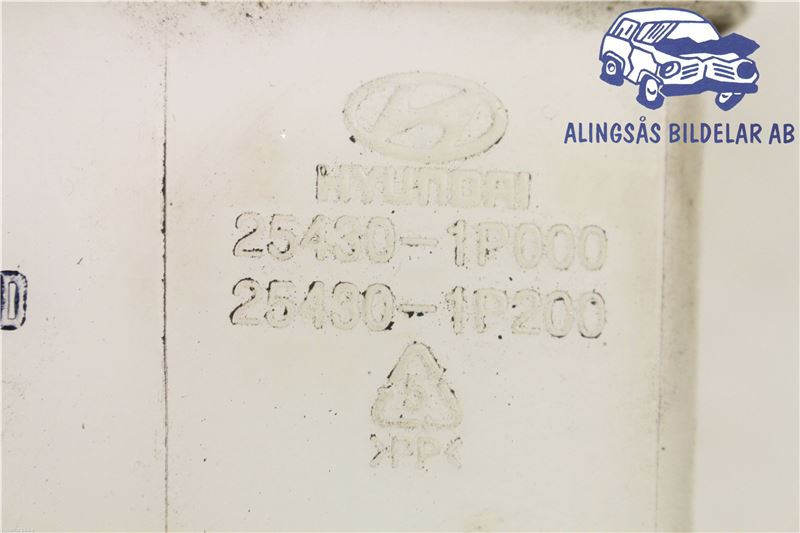 ALINGSÅS BILDELAR AB
HYUNDAI
25430-1P000
25430-1P200
D
5
>PP<